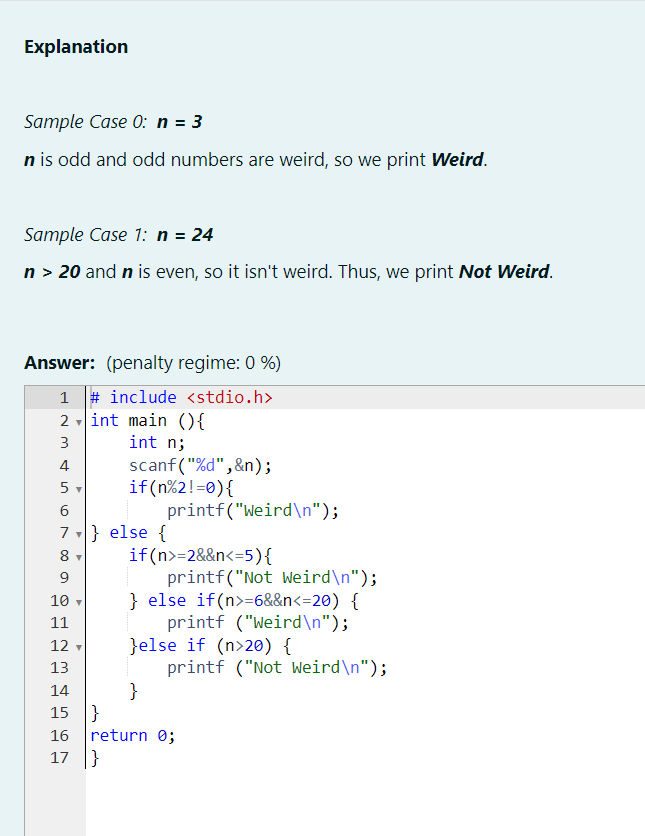 Explanation
Sample Case 0: n = 3
n is odd and odd numbers are weird, so we print Weird.
Sample Case 1: n = 24
n > 20 and n is even, so it isn't weird. Thus, we print Not Weird.
Answer: (penalty regime: 0 %)
1 # include <stdio.h>
2 int main (){
3     int n;
4     scanf("%d",&n);
5     if(n%2!=0){
6         printf("Weird\n");
7 } else {
8     if(n>=2&&n<=5){
9         printf("Not Weird\n");
10     } else if(n>=6&&n<=20) {
11         printf ("Weird\n");
12     }else if (n>20) {
13         printf ("Not Weird\n");
14     }
15 }
16 return 0;
17 }